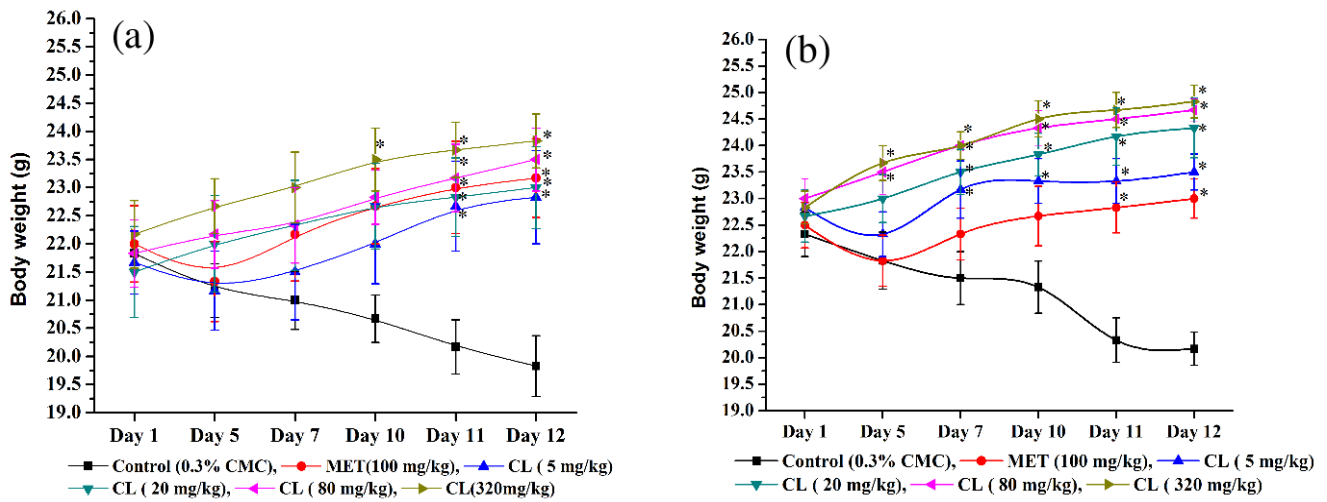 (a)
Body weight (g)
26.0
25.5
25.0
24.5
24.0
23.5
23.0
22.5
22.0
21.5
21.0
20.5
20.0
19.5
19.0
* * * * * * * * * * *
Day 1 Day 5 Day 7 Day 10 Day 11 Day 12
Control (0.3% CMC), MET(100 mg/kg), CL ( 5 mg/kg)
CL ( 20 mg/kg), CL ( 80 mg/kg), CL(320mg/kg)
(b)
Body weight (g)
26.0
25.5
25.0
24.5
24.0
23.5
23.0
22.5
22.0
21.5
21.0
20.5
20.0
19.5
19.0
* * * * * * * * * * * * * * * * * * *
Day 1 Day 5 Day 7 Day 10 Day 11 Day 12
Control (0.3% CMC), MET (100 mg/kg), CL ( 5 mg/kg)
CL ( 20 mg/kg), CL ( 80 mg/kg), CL ( 320 mg/kg)